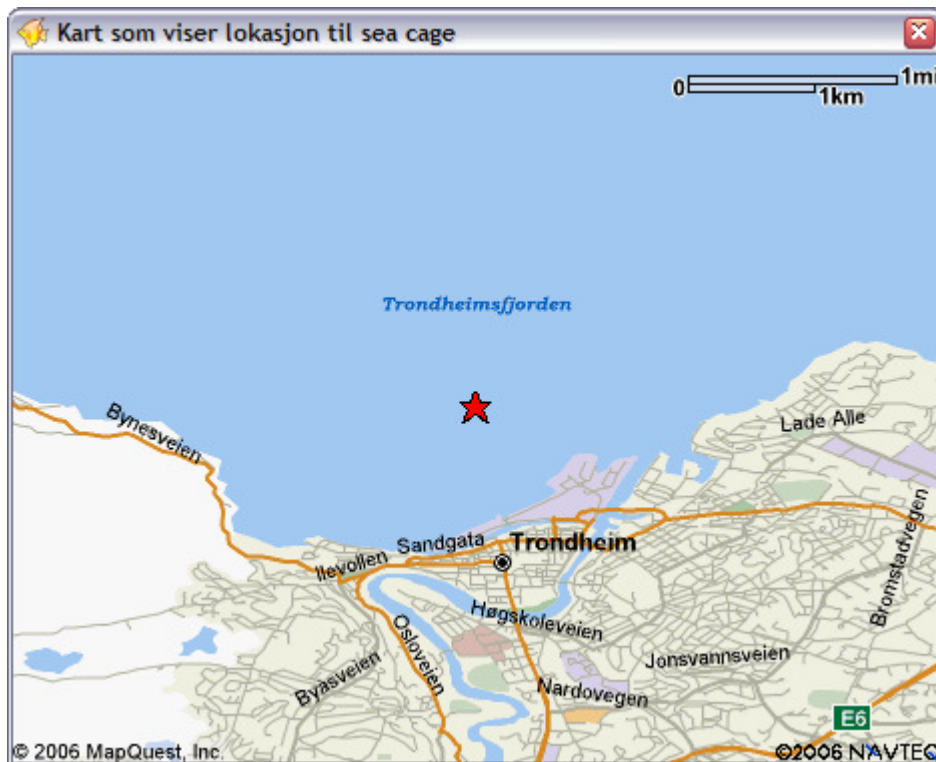 Kart som viser lokasjon til sea cage
0 1mi
1km
Trondheimsfjorden
Bynesveien
Lade Alle
Bromstadvegen
Sandgata
Trondheim
Ilevollen
Høgskoleveien
Osloveien
Jonsvannsveien
Byåsveien
Nardovegen
E6
© 2006 MapQuest, Inc. ©2006 NAVTEQ